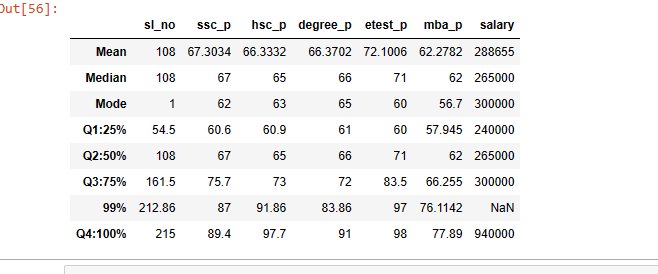 Out[56]:
sl_no ssc_p hsc_p degree_p etest_p mba_p salary
Mean 108 67.3034 66.3332 66.3702 72.1006 62.2782 288655
Median 108 67 65 66 71 62 265000
Mode 1 62 63 65 60 56.7 300000
Q1:25% 54.5 60.6 60.9 61 60 57.945 240000
Q2:50% 108 67 65 66 71 62 265000
Q3:75% 161.5 75.7 73 72 83.5 66.255 300000
99% 212.86 87 91.86 83.86 97 76.1142 NaN
Q4:100% 215 89.4 97.7 91 98 77.89 940000